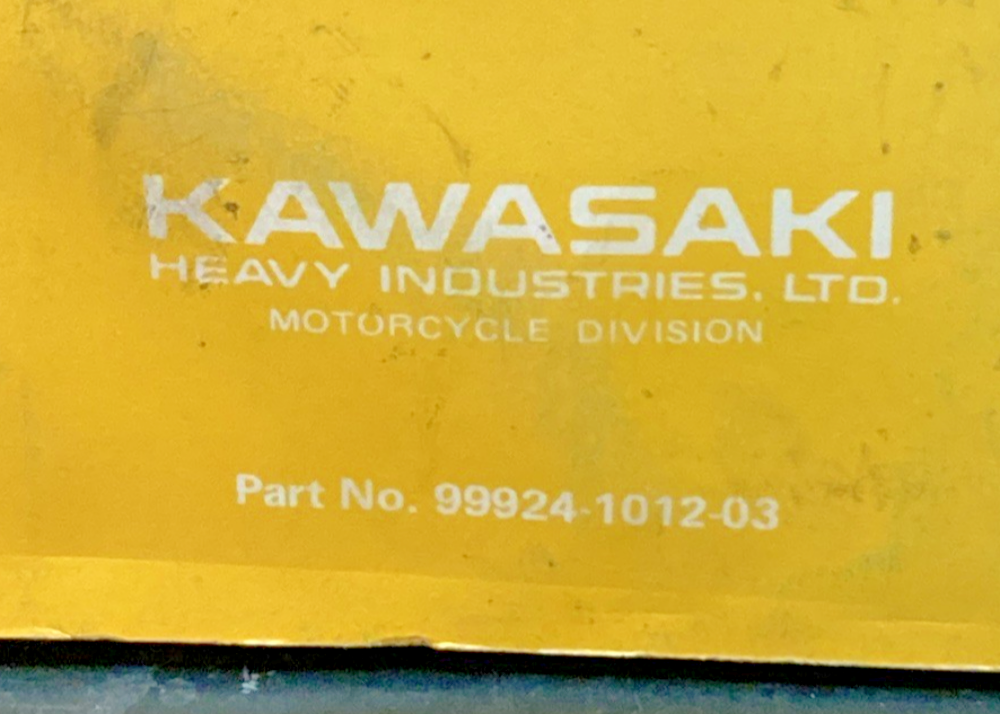 KAWASAKI
HEAVY INDUSTRIES. LTD.
MOTORCYCLE DIVISION
Part No. 99924-1012-03